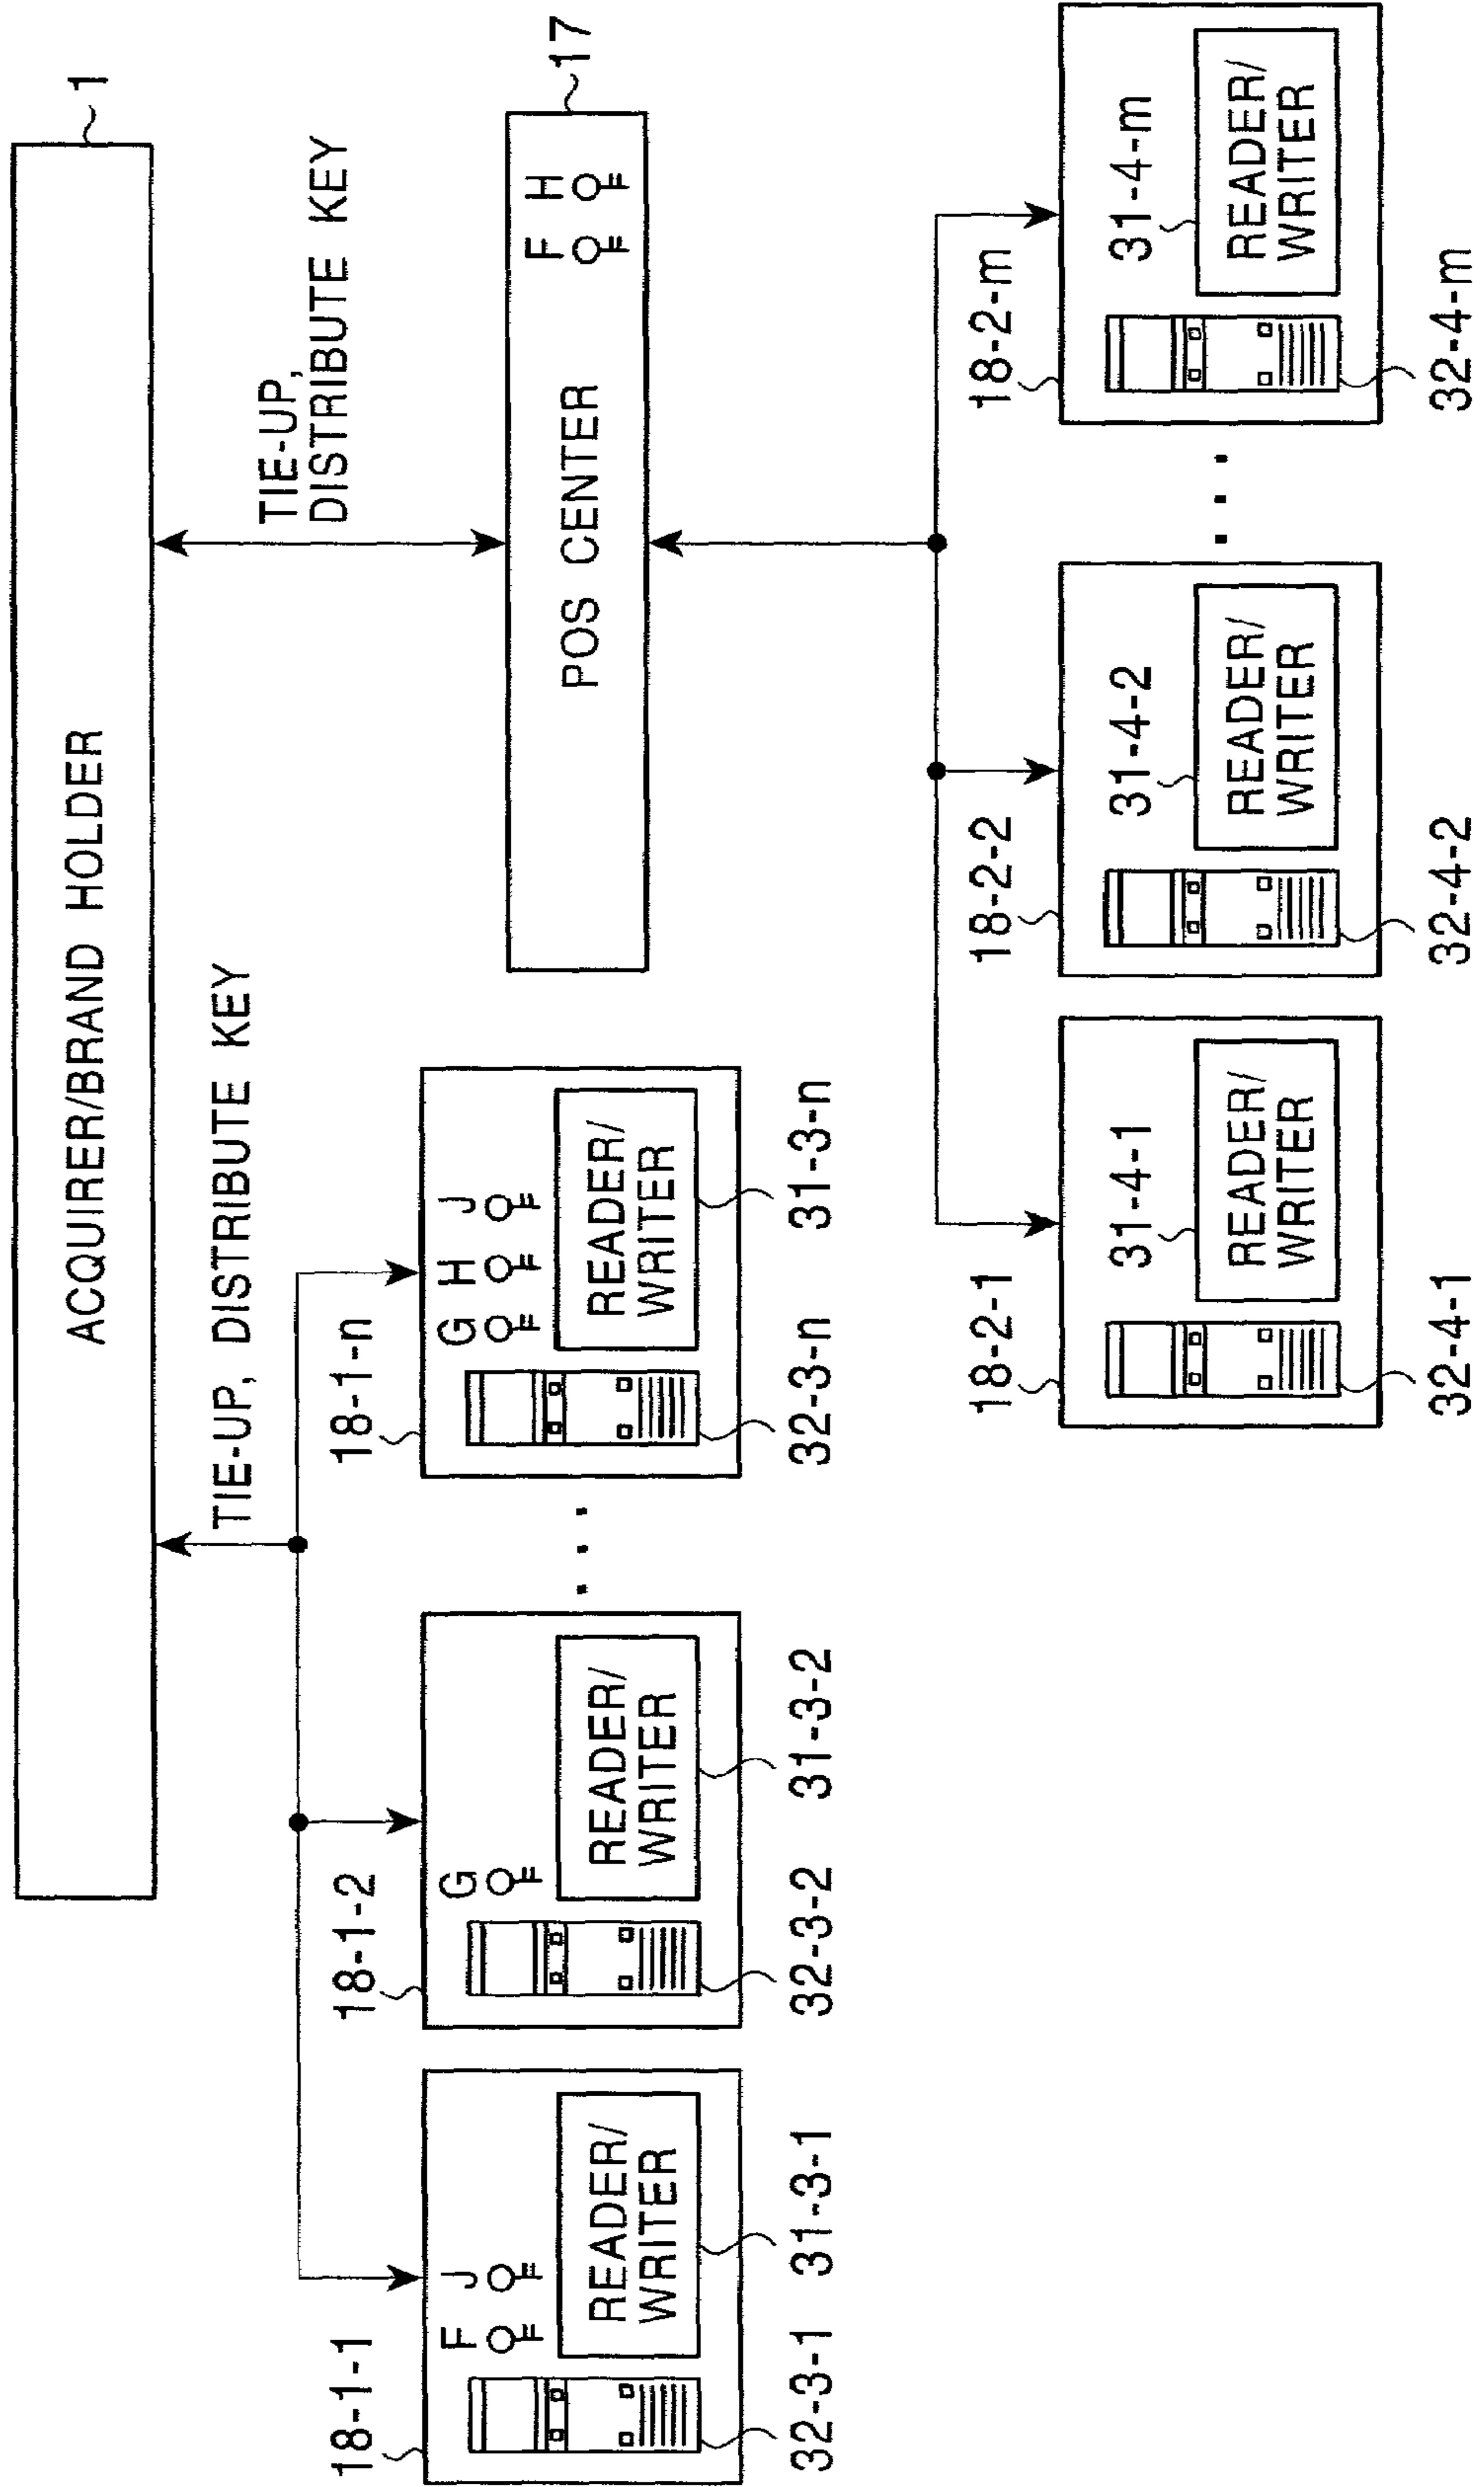 1
ACQUIRER/BRAND HOLDER
TIE-UP, DISTRIBUTE KEY
TIE-UP,
DISTRIBUTE KEY
17
POS CENTER
F H
18-1-1
F J
READER/
WRITER
32-3-1
31-3-1
18-1-2
G
READER/
WRITER
32-3-2
31-3-2
...
18-1-n
G H J
READER/
WRITER
32-3-n
31-3-n
18-2-1
31-4-1
READER/
WRITER
32-4-1
18-2-2
31-4-2
READER/
WRITER
32-4-2
...
18-2-m
31-4-m
READER/
WRITER
32-4-m